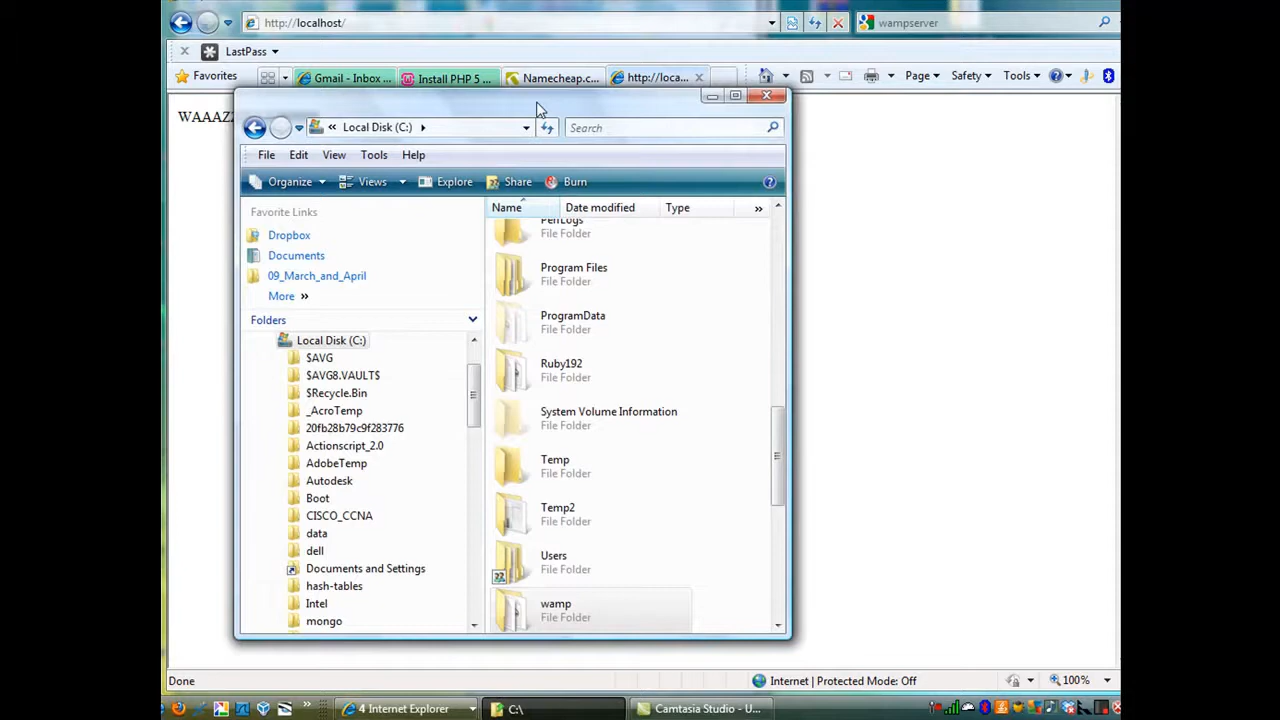 http://localhost/
wampserver
LastPass
Favorites
Gmail - Inbox ...
Install PHP 5 ...
Namecheap.c...
http://loca...
Page
Safety
Tools
Local Disk (C:)
Search
File Edit View Tools Help
Organize Views Explore Share Burn
Favorite Links
Dropbox
Documents
09_March_and_April
More »
Folders
Local Disk (C:)
$AVG
$AVG8.VAULT$
$Recycle.Bin
_AcroTemp
20fb28b79c9f283776
Actionscript_2.0
AdobeTemp
Autodesk
Boot
CISCO_CCNA
data
dell
Documents and Settings
hash-tables
Intel
mongo
Name Date modified Type »
PerfLogs
File Folder
Program Files
File Folder
ProgramData
File Folder
Ruby192
File Folder
System Volume Information
File Folder
Temp
File Folder
Temp2
File Folder
Users
File Folder
wamp
File Folder
Done
Internet | Protected Mode: Off
100%
4 Internet Explorer
C:\
Camtasia Studio - U...